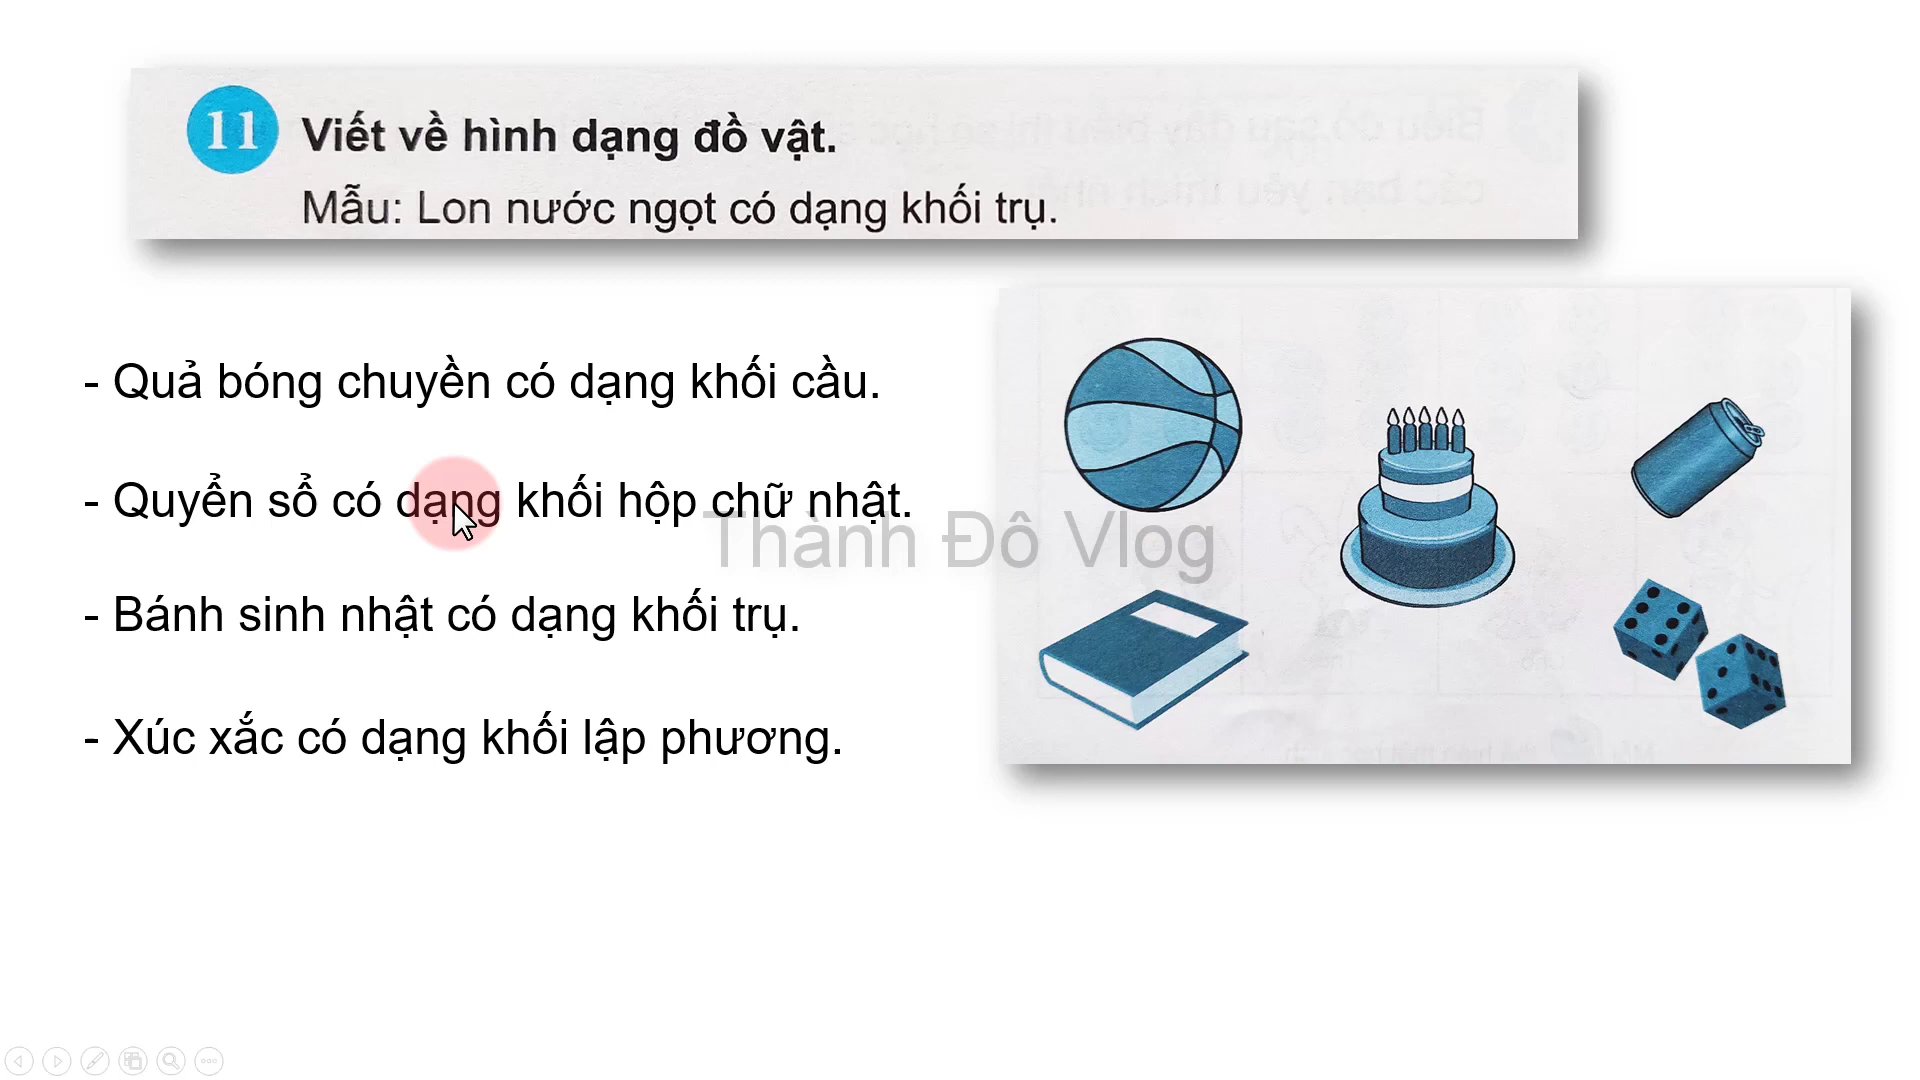 11 Viết về hình dạng đồ vật.
Mẫu: Lon nước ngọt có dạng khối trụ.
- Quả bóng chuyền có dạng khối cầu.
- Quyển sổ có dạng khối hộp chữ nhật.
Thành Đô Vlog
- Bánh sinh nhật có dạng khối trụ.
- Xúc xắc có dạng khối lập phương.